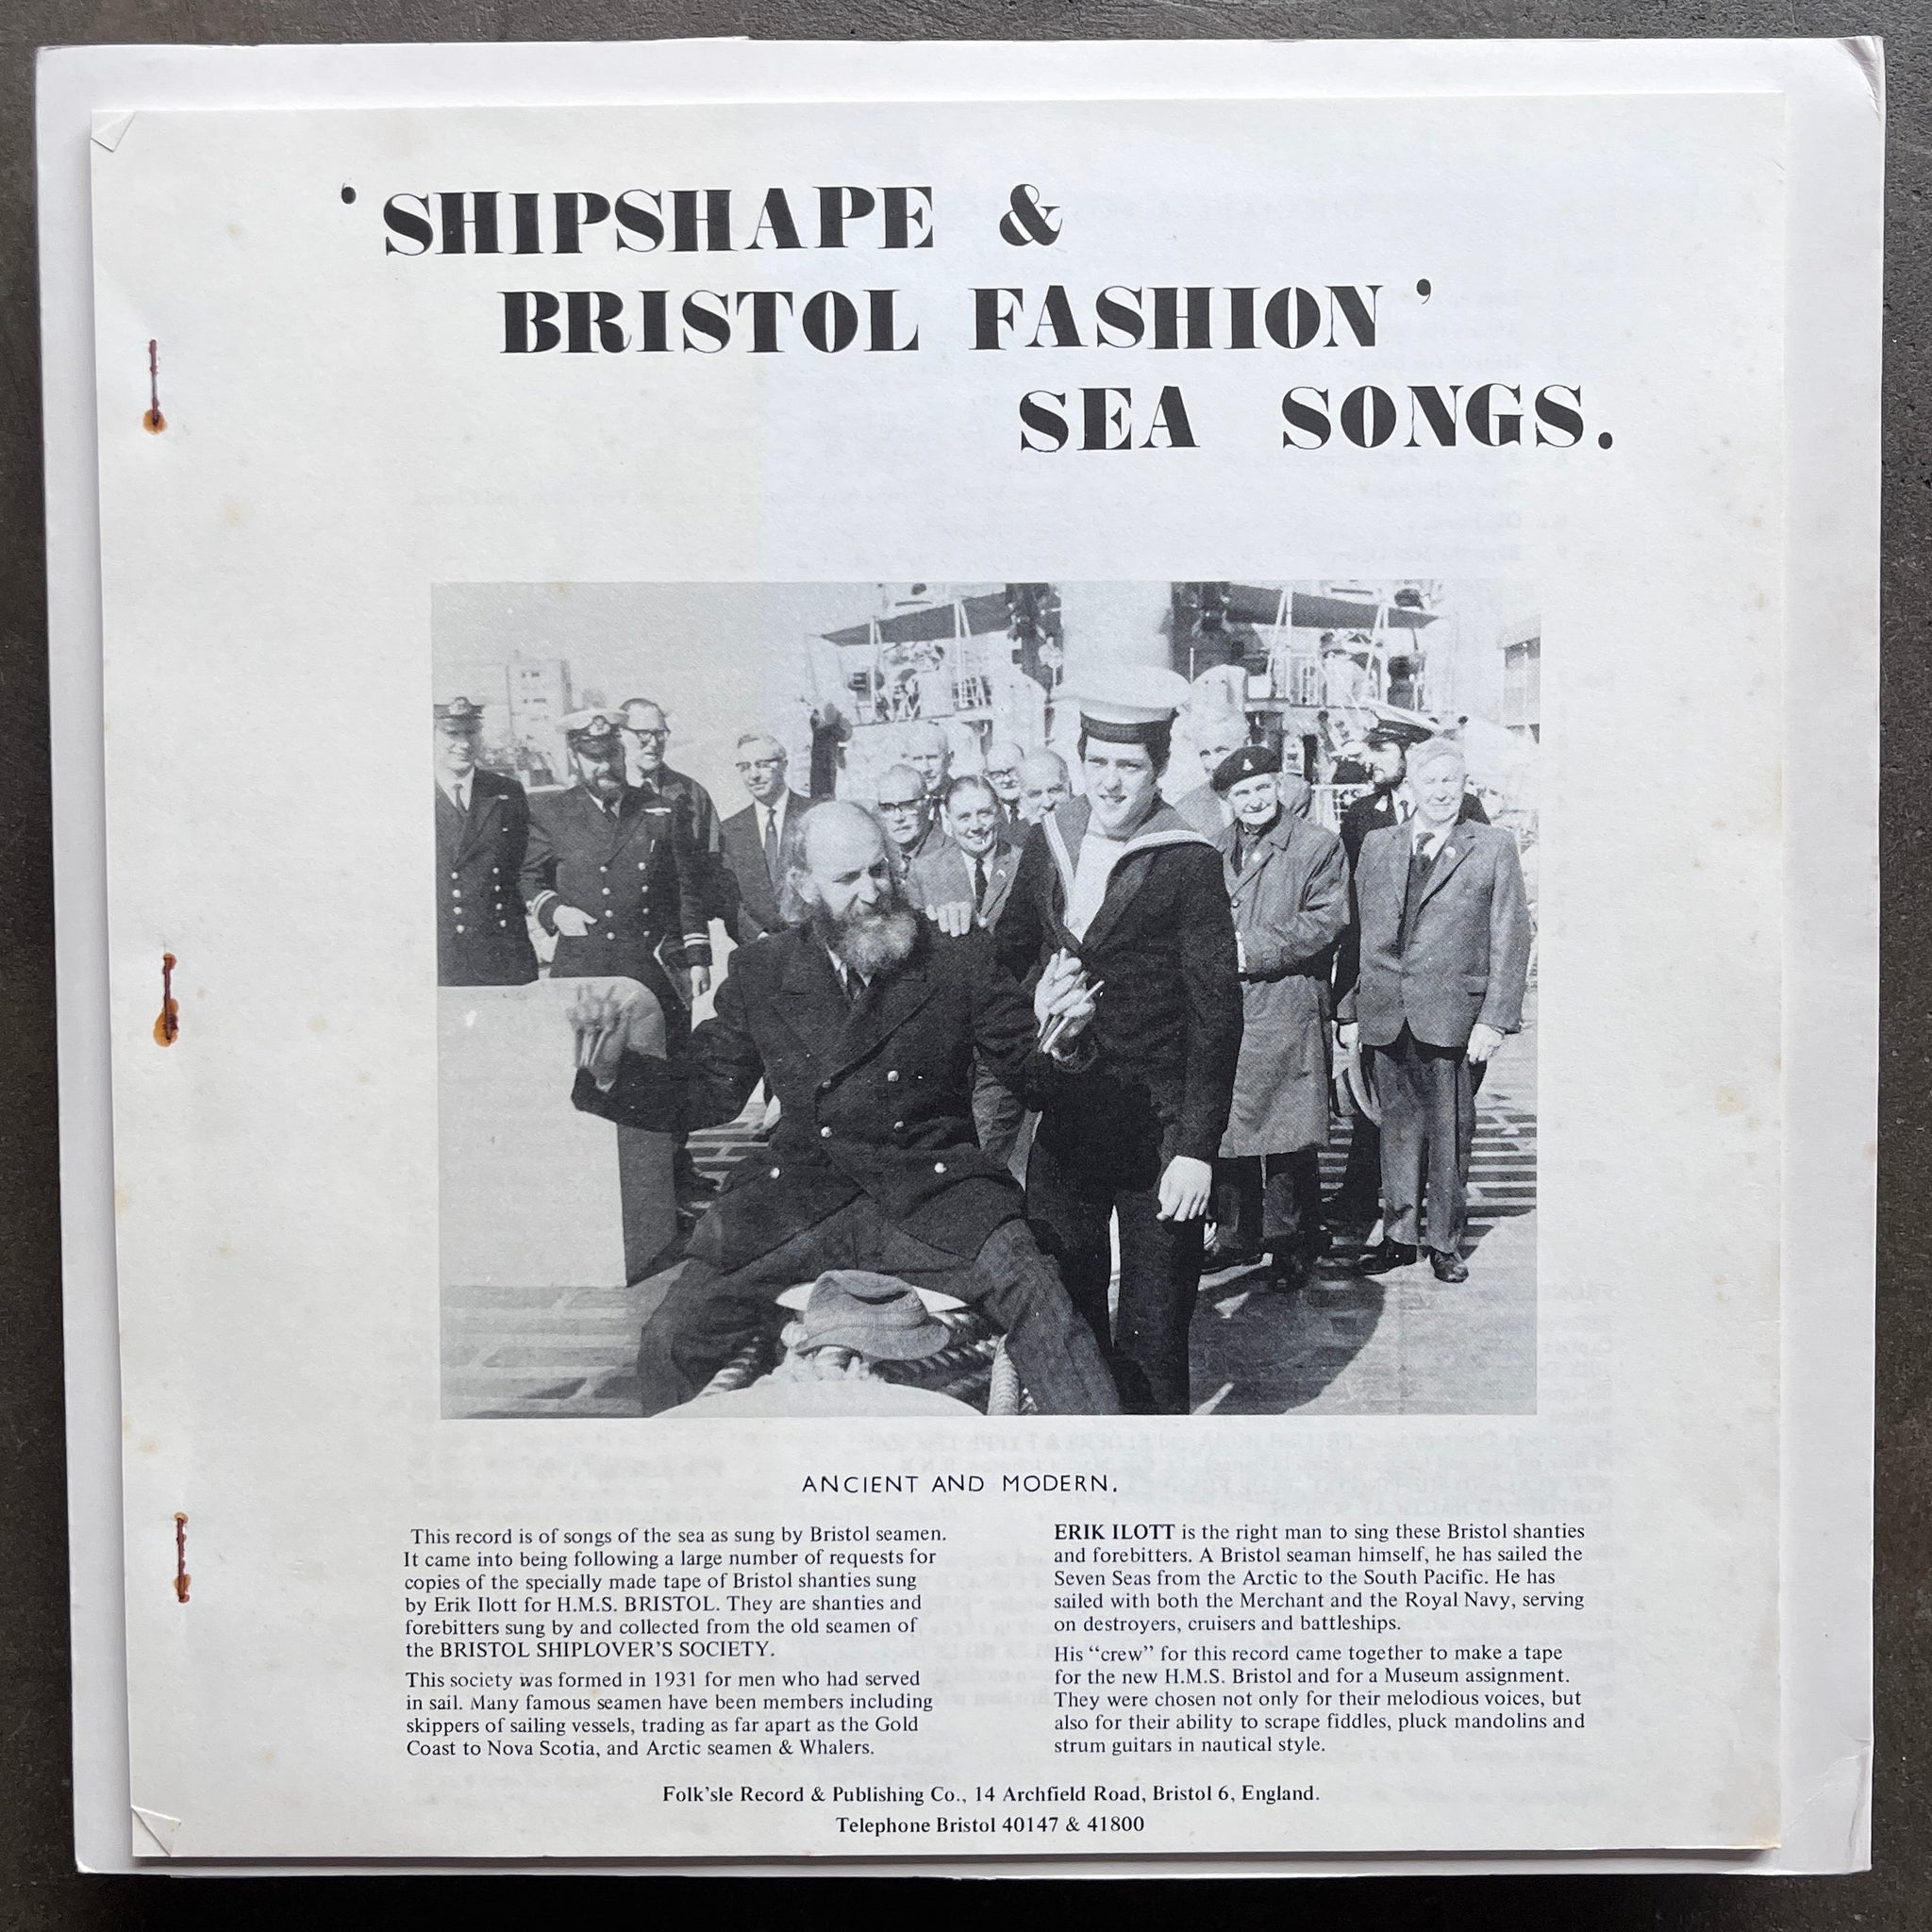 ‘SHIPSHAPE &
BRISTOL FASHION’
SEA SONGS.
ANCIENT AND MODERN.
This record is of songs of the sea as sung by Bristol seamen.
It came into being following a large number of requests for
copies of the specially made tape of Bristol shanties sung
by Erik Ilott for H.M.S. BRISTOL. They are shanties and
forebitters sung by and collected from the old seamen of
the BRISTOL SHIPLOVER'S SOCIETY.
This society was formed in 1931 for men who had served
in sail. Many famous seamen have been members including
skippers of sailing vessels, trading as far apart as the Gold
Coast to Nova Scotia, and Arctic seamen & Whalers.
ERIK ILOTT is the right man to sing these Bristol shanties
and forebitters. A Bristol seaman himself, he has sailed the
Seven Seas from the Arctic to the South Pacific. He has
sailed with both the Merchant and the Royal Navy, serving
on destroyers, cruisers and battleships.
His “crew” for this record came together to make a tape
for the new H.M.S. Bristol and for a Museum assignment.
They were chosen not only for their melodious voices, but
also for their ability to scrape fiddles, pluck mandolins and
strum guitars in nautical style.
Folk'sle Record & Publishing Co., 14 Archfield Road, Bristol 6, England.
Telephone Bristol 40147 & 41800